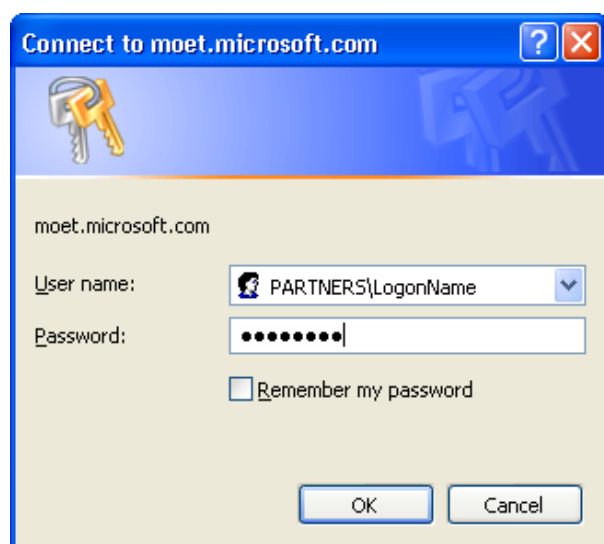 Connect to moet.microsoft.com
moet.microsoft.com
User name: PARTNERS\LogonName
Password: ●●●●●●●●
Remember my password
OK Cancel